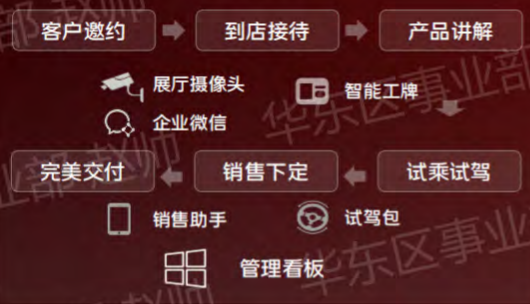 客户邀约
到店接待
产品讲解
展厅摄像头
智能工牌
企业微信
华东区事业部
部 赵帅
完美交付
销售下定
试乘试驾
销售助手
试驾包
管理看板
华东区事业